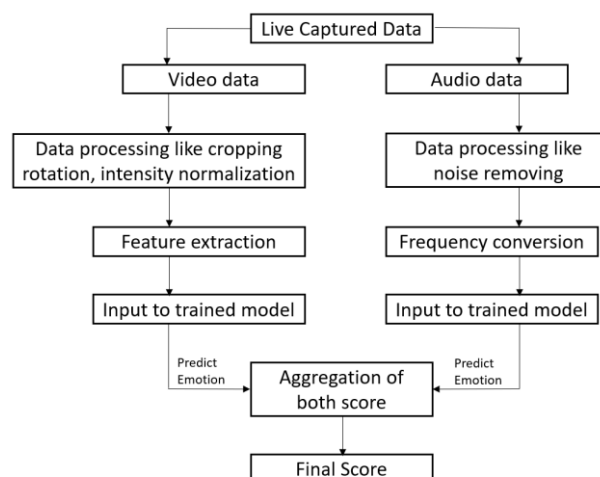 Live Captured Data
Video data
Audio data
Data processing like cropping
rotation, intensity normalization
Data processing like
noise removing
Feature extraction
Frequency conversion
Input to trained model
Input to trained model
Predict
Emotion
Predict
Emotion
Aggregation of
both score
Final Score